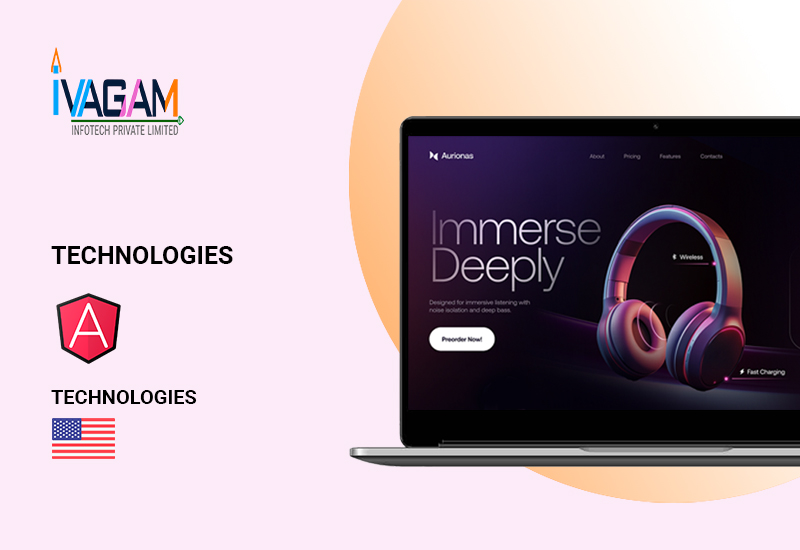 iVAGAM
INFOTECH PRIVATE LIMITED
TECHNOLOGIES
A
TECHNOLOGIES
Aurionas
About Pricing Features Contacts
Immerse
Deeply
Wireless
Designed for immersive listening with
noise isolation and deep bass.
Preorder Now!
Fast Charging